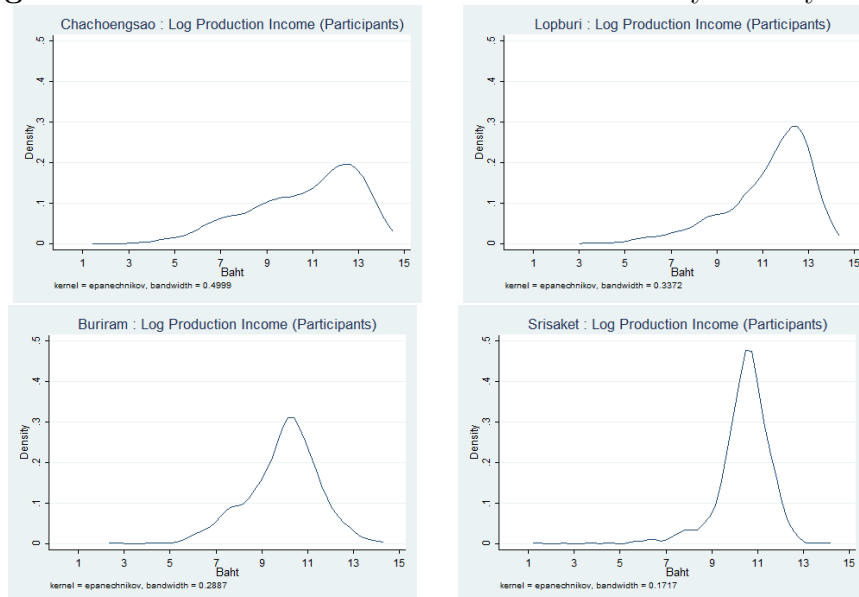 Chachoengsao : Log Production Income (Participants)
Density
0 .1 .2 .3 .4 .5
1 3 5 7 9 11 13 15
Baht
kernel = epanechnikov, bandwidth = 0.4999
Lopburi : Log Production Income (Participants)
Density
0 .1 .2 .3 .4 .5
1 3 5 7 9 11 13 15
Baht
kernel = epanechnikov, bandwidth = 0.3372
Buriram : Log Production Income (Participants)
Density
0 .1 .2 .3 .4 .5
1 3 5 7 9 11 13 15
Baht
kernel = epanechnikov, bandwidth = 0.2887
Srisaket : Log Production Income (Participants)
Density
0 .1 .2 .3 .4 .5
1 3 5 7 9 11 13 15
Baht
kernel = epanechnikov, bandwidth = 0.1717